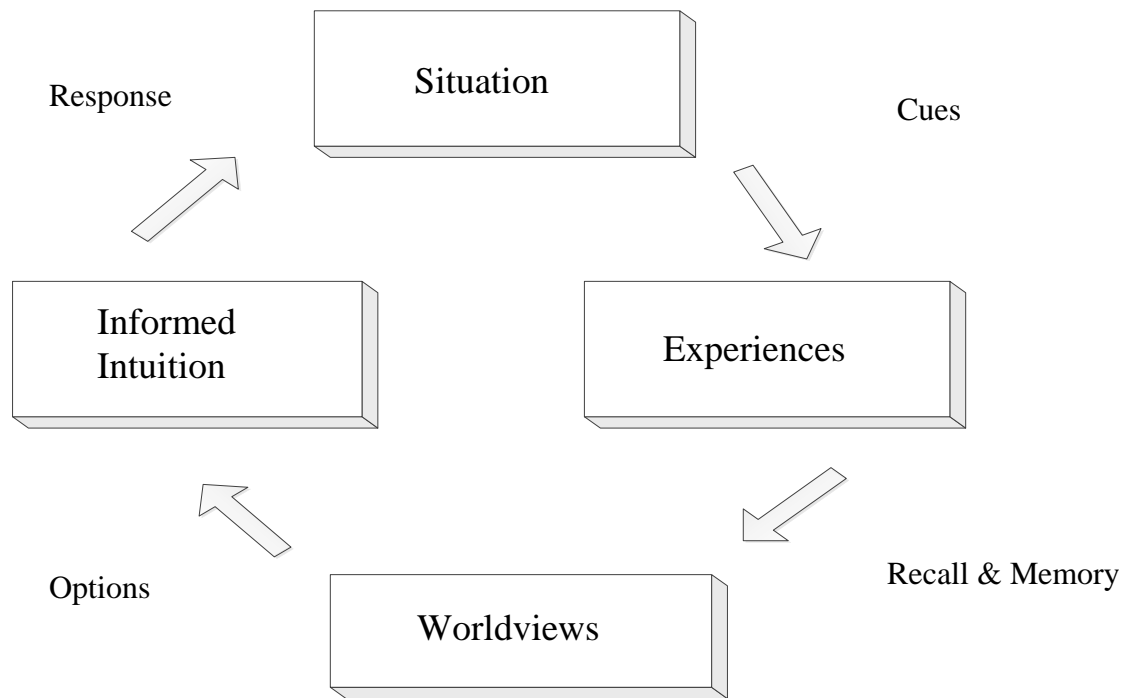 Situation
Response
Cues
Informed
Intuition
Experiences
Options
Recall & Memory
Worldviews